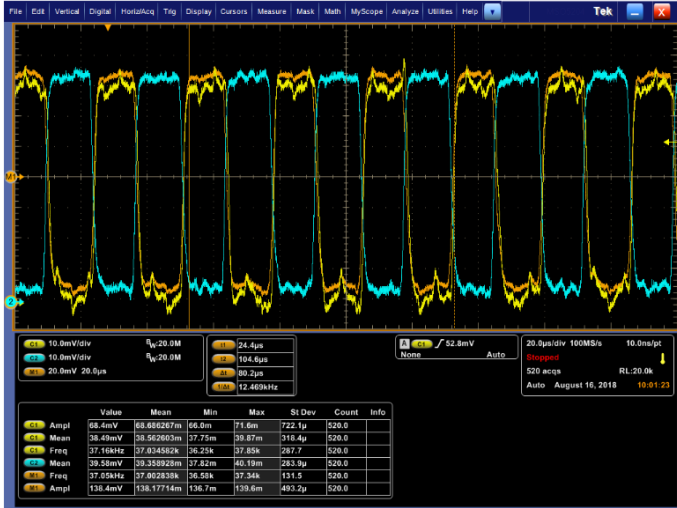 File Edit Vertical Digital Horiz/Acq Trig Display Cursors Measure Mask Math MyScope Analyze Utilities Help Tek X
M1
2
C1 10.0mV/div BW:20.0M
C2 10.0mV/div BW:20.0M
M1 20.0mV 20.0µs
t1 24.4µs
t2 104.6µs
Δt 80.2µs
1/Δt 12.469kHz
A C1 52.8mV
None Auto
20.0µs/div 100MS/s 10.0ns/pt
Stopped
520 acqs RL:20.0k
Auto August 16, 2018 10:01:23
Value Mean Min Max St Dev Count Info
C1 Ampl 68.4mV 68.686267m 66.0m 71.6m 722.1µ 520.0
C1 Mean 38.49mV 38.562603m 37.75m 39.87m 318.4µ 520.0
C1 Freq 37.16kHz 37.034582k 36.25k 37.85k 287.7 520.0
C2 Mean 39.58mV 39.358928m 37.82m 40.19m 283.9µ 520.0
M1 Freq 37.05kHz 37.002838k 36.58k 37.34k 131.5 520.0
M1 Ampl 138.4mV 138.17714m 136.7m 139.6m 493.2µ 520.0